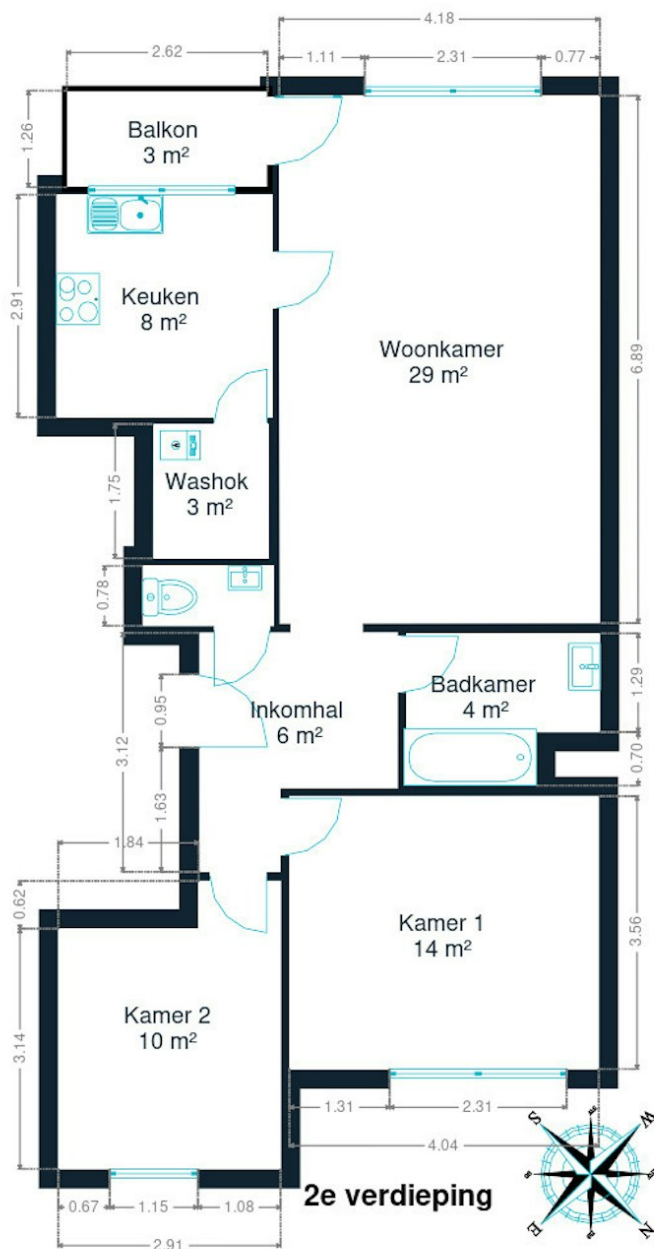 4.18
2.62
1.11
2.31
0.77
1.26
Balkon
3 m²
2.91
Keuken
8 m²
Woonkamer
29 m²
6.89
1.75
Washok
3 m²
0.78
3.12
0.95
Inkomhal
6 m²
Badkamer
4 m²
1.29
0.70
1.63
1.84
0.62
Kamer 1
14 m²
3.56
Kamer 2
10 m²
3.14
1.31
2.31
4.04
S
W
E
N
2e verdieping
0.67
1.15
1.08
2.91